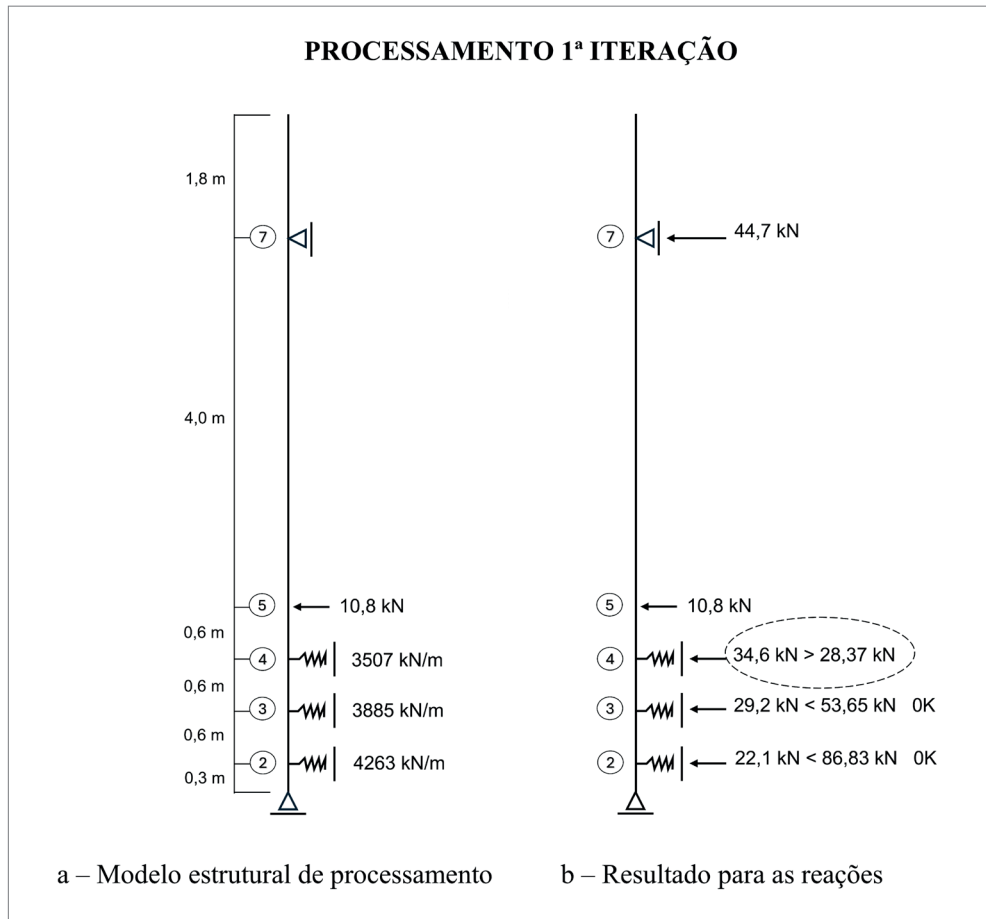 PROCESSAMENTO 1ª ITERAÇÃO
1,8 m
7
4,0 m
5
10,8 kN
0,6 m
4
3507 kN/m
0,6 m
3
3885 kN/m
0,6 m
2
4263 kN/m
0,3 m
7
44,7 kN
5
10,8 kN
4
34,6 kN > 28,37 kN
3
29,2 kN < 53,65 kN 0K
2
22,1 kN < 86,83 kN 0K
a – Modelo estrutural de processamento
b – Resultado para as reações